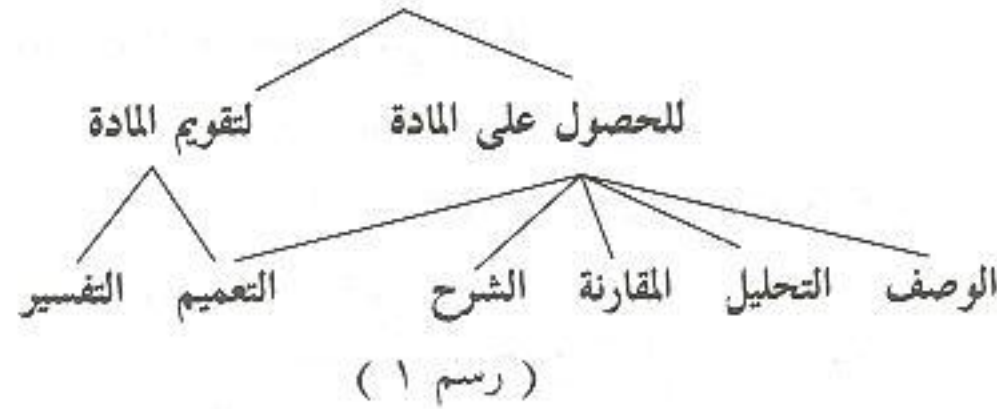 للحصول على المادة لتقويم المادة
الوصف التحليل المقارنة الشرح التعميم التفسير
( رسم ١ )